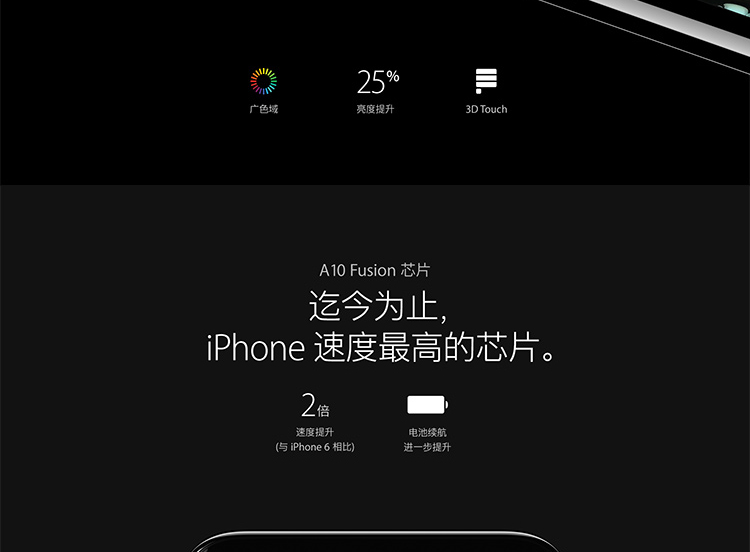 25%
广色域 亮度提升 3D Touch
A10 Fusion 芯片
迄今为止,
iPhone 速度最高的芯片。
2倍
速度提升 电池续航
(与 iPhone 6 相比) 进一步提升